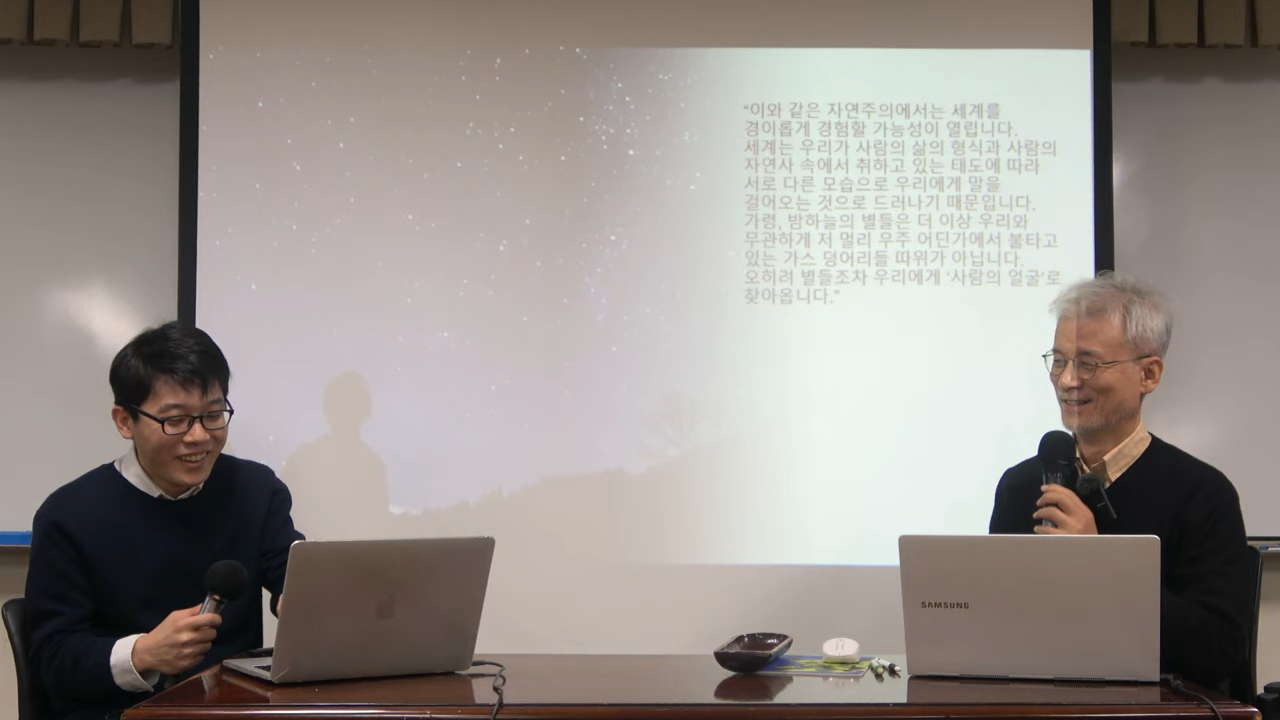 “이와 같은 자연주의에서는 세계를
경이롭게 경험할 가능성이 열립니다.
세계는 우리가 사람의 삶의 형식과 사람의
자연사 속에서 취하고 있는 태도에 따라
서로 다른 모습으로 우리에게 말을
걸어오는 것으로 드러나기 때문입니다.
가령, 밤하늘의 별들은 더 이상 우리와
무관하게 저 멀리 우주 어딘가에서 불타고
있는 가스 덩어리들 따위가 아닙니다.
오히려 별들조차 우리에게 ‘사람의 얼굴’로
찾아옵니다.”
SAMSUNG